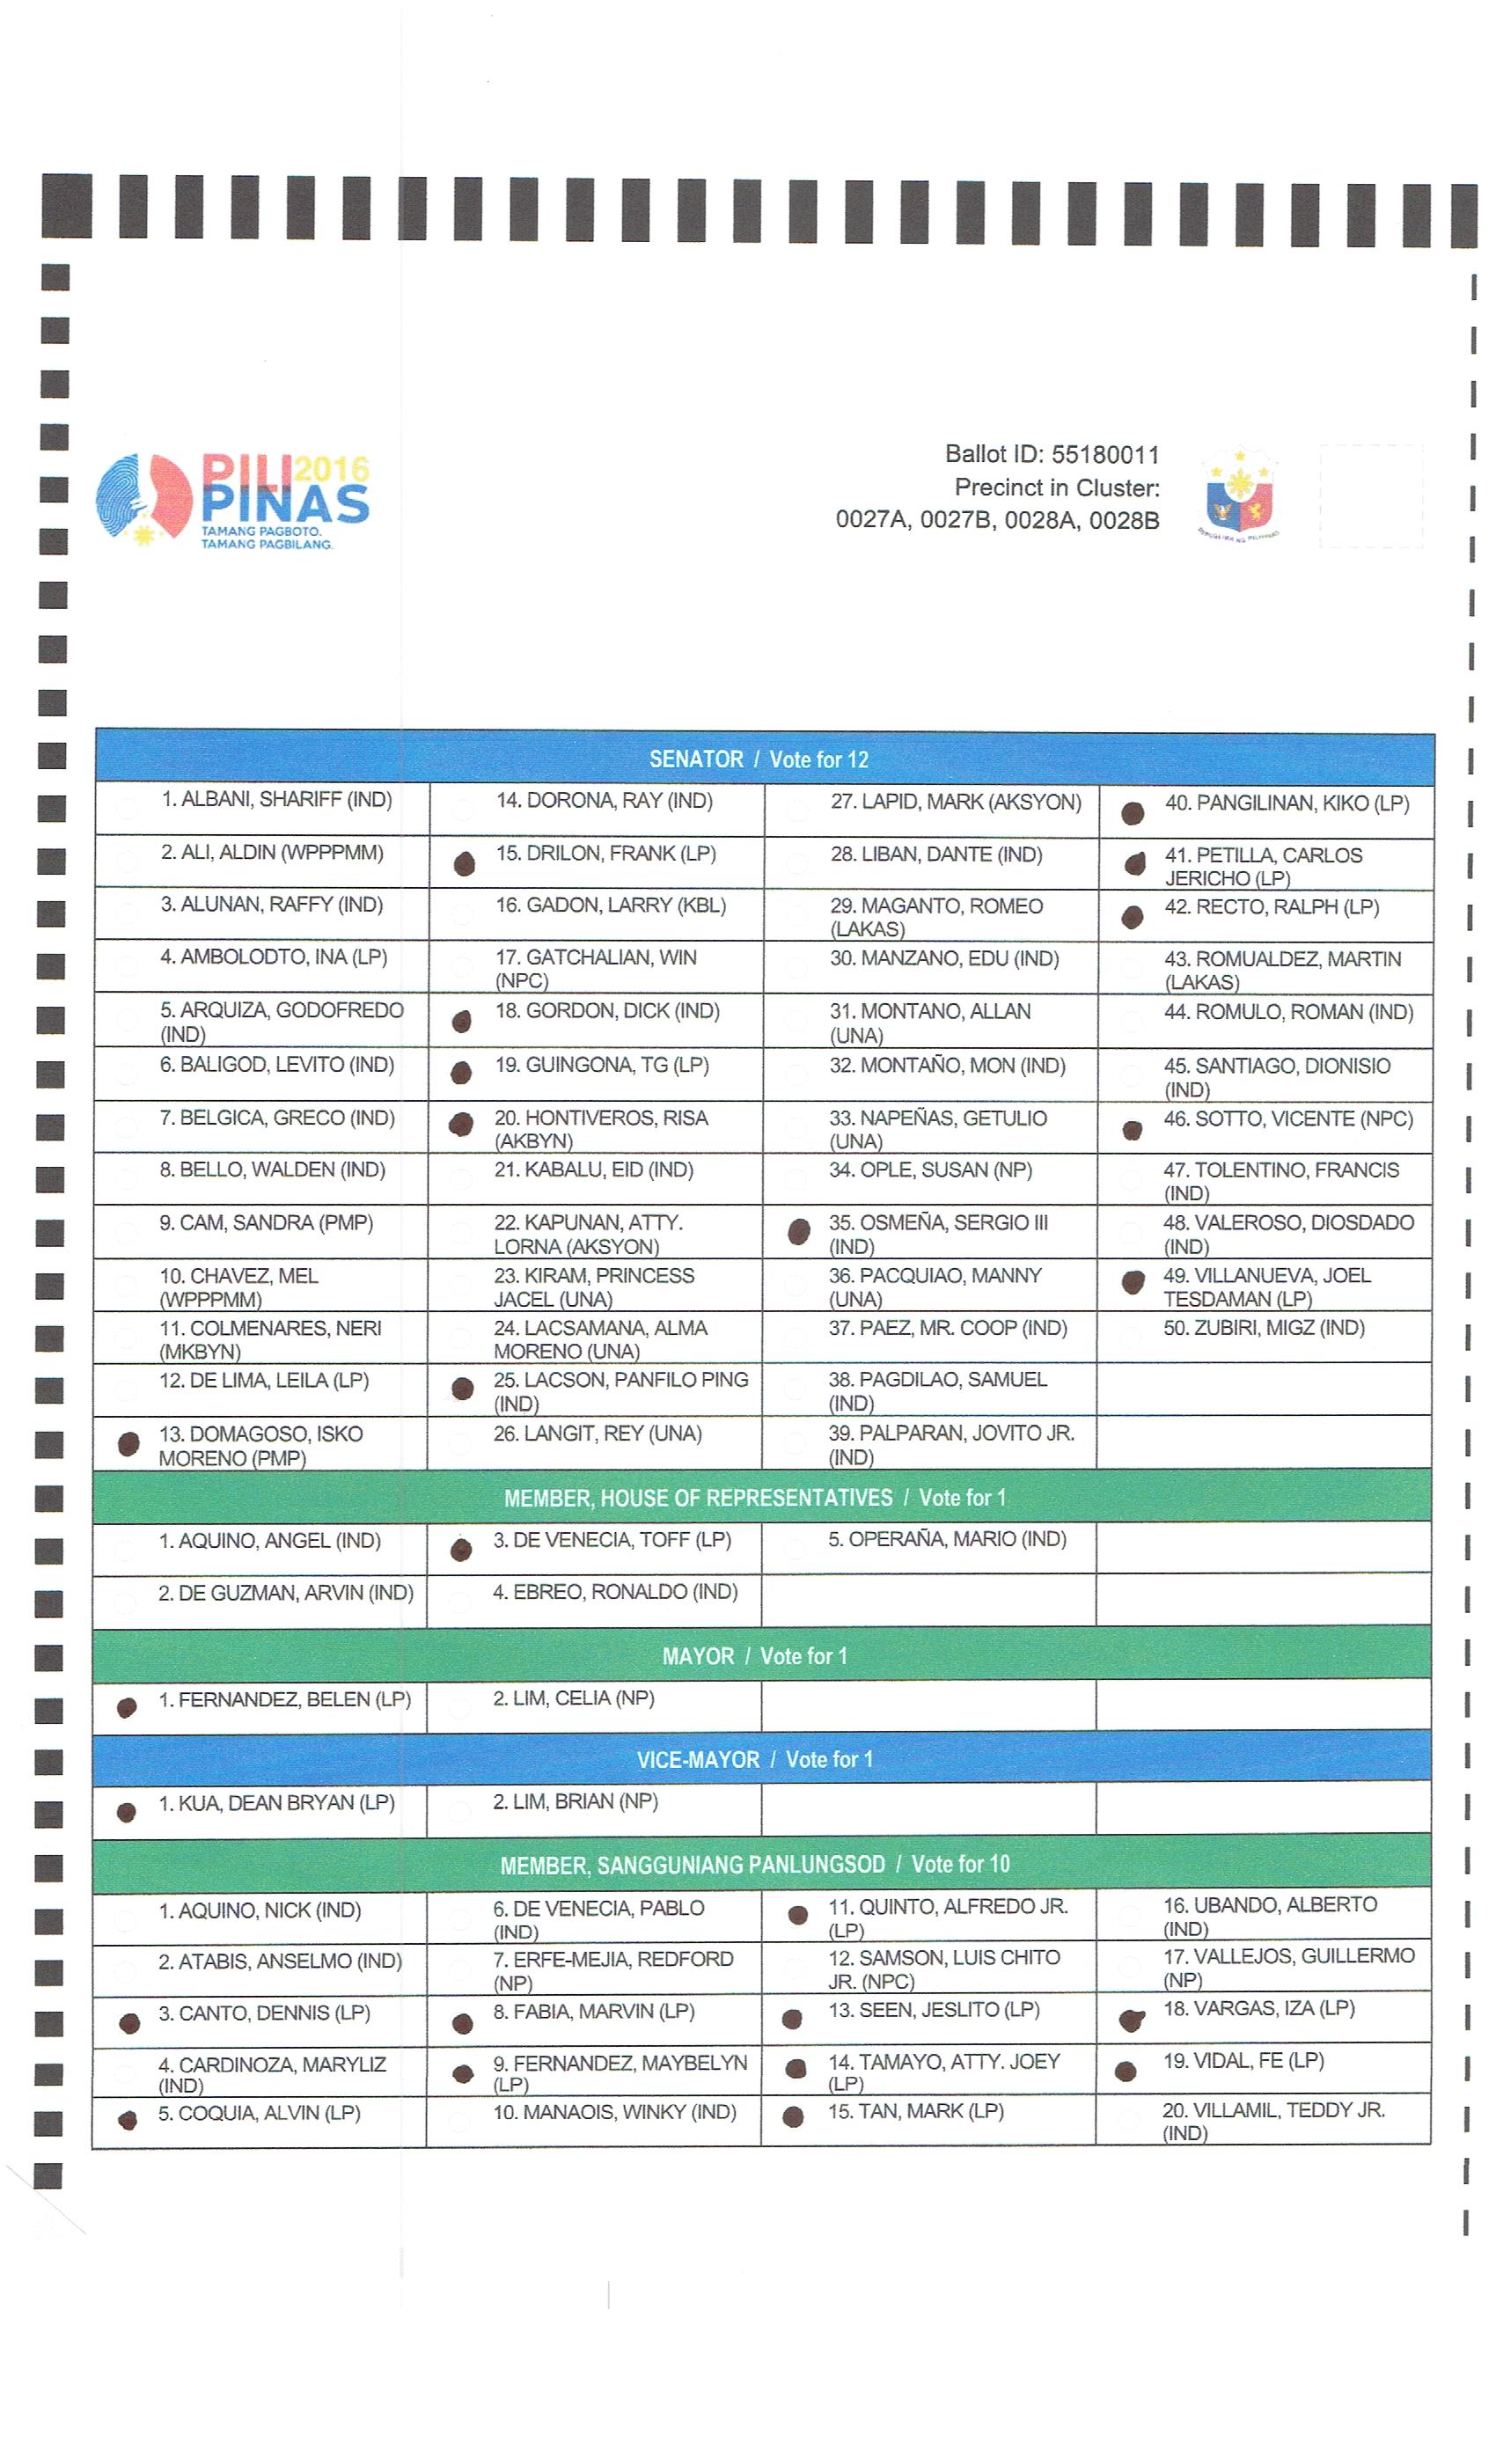 PILI 2016
PINAS
TAMANG PAGBOTO.
TAMANG PAGBILANG.
Ballot ID: 55180011
Precinct in Cluster:
0027A, 0027B, 0028A, 0028B
REPUBLIKA NG PILIPINAS
SENATOR / Vote for 12
1. ALBANI, SHARIFF (IND)
2. ALI, ALDIN (WPPPMM)
3. ALUNAN, RAFFY (IND)
4. AMBOLODTO, INA (LP)
5. ARQUIZA, GODOFREDO
(IND)
6. BALIGOD, LEVITO (IND)
7. BELGICA, GRECO (IND)
8. BELLO, WALDEN (IND)
9. CAM, SANDRA (PMP)
10. CHAVEZ, MEL
(WPPPMM)
11. COLMENARES, NERI
(MKBYN)
12. DE LIMA, LEILA (LP)
13. DOMAGOSO, ISKO
MORENO (PMP)
14. DORONA, RAY (IND)
15. DRILON, FRANK (LP)
16. GADON, LARRY (KBL)
17. GATCHALIAN, WIN
(NPC)
18. GORDON, DICK (IND)
19. GUINGONA, TG (LP)
20. HONTIVEROS, RISA
(AKBYN)
21. KABALU, EID (IND)
22. KAPUNAN, ATTY.
LORNA (AKSYON)
23. KIRAM, PRINCESS
JACEL (UNA)
24. LACSAMANA, ALMA
MORENO (UNA)
25. LACSON, PANFILO PING
(IND)
26. LANGIT, REY (UNA)
27. LAPID, MARK (AKSYON)
28. LIBAN, DANTE (IND)
29. MAGANTO, ROMEO
(LAKAS)
30. MANZANO, EDU (IND)
31. MONTANO, ALLAN
(UNA)
32. MONTAÑO, MON (IND)
33. NAPEÑAS, GETULIO
(UNA)
34. OPLE, SUSAN (NP)
35. OSMEÑA, SERGIO III
(IND)
36. PACQUIAO, MANNY
(UNA)
37. PAEZ, MR. COOP (IND)
38. PAGDILAO, SAMUEL
(IND)
39. PALPARAN, JOVITO JR.
(IND)
40. PANGILINAN, KIKO (LP)
41. PETILLA, CARLOS
JERICHO (LP)
42. RECTO, RALPH (LP)
43. ROMUALDEZ, MARTIN
(LAKAS)
44. ROMULO, ROMAN (IND)
45. SANTIAGO, DIONISIO
(IND)
46. SOTTO, VICENTE (NPC)
47. TOLENTINO, FRANCIS
(IND)
48. VALEROSO, DIOSDADO
(IND)
49. VILLANUEVA, JOEL
TESDAMAN (LP)
50. ZUBIRI, MIGZ (IND)
MEMBER, HOUSE OF REPRESENTATIVES / Vote for 1
1. AQUINO, ANGEL (IND)
2. DE GUZMAN, ARVIN (IND)
3. DE VENECIA, TOFF (LP)
4. EBREO, RONALDO (IND)
5. OPERAÑA, MARIO (IND)
MAYOR / Vote for 1
1. FERNANDEZ, BELEN (LP)
2. LIM, CELIA (NP)
VICE-MAYOR / Vote for 1
1. KUA, DEAN BRYAN (LP)
2. LIM, BRIAN (NP)
MEMBER, SANGGUNIANG PANLUNGSOD / Vote for 10
1. AQUINO, NICK (IND)
2. ATABIS, ANSELMO (IND)
3. CANTO, DENNIS (LP)
4. CARDINOZA, MARYLIZ
(IND)
5. COQUIA, ALVIN (LP)
6. DE VENECIA, PABLO
(IND)
7. ERFE-MEJIA, REDFORD
(NP)
8. FABIA, MARVIN (LP)
9. FERNANDEZ, MAYBELYN
(LP)
10. MANAOIS, WINKY (IND)
11. QUINTO, ALFREDO JR.
(LP)
12. SAMSON, LUIS CHITO
JR. (NPC)
13. SEEN, JESLITO (LP)
14. TAMAYO, ATTY. JOEY
(LP)
15. TAN, MARK (LP)
16. UBANDO, ALBERTO
(IND)
17. VALLEJOS, GUILLERMO
(NP)
18. VARGAS, IZA (LP)
19. VIDAL, FE (LP)
20. VILLAMIL, TEDDY JR.
(IND)